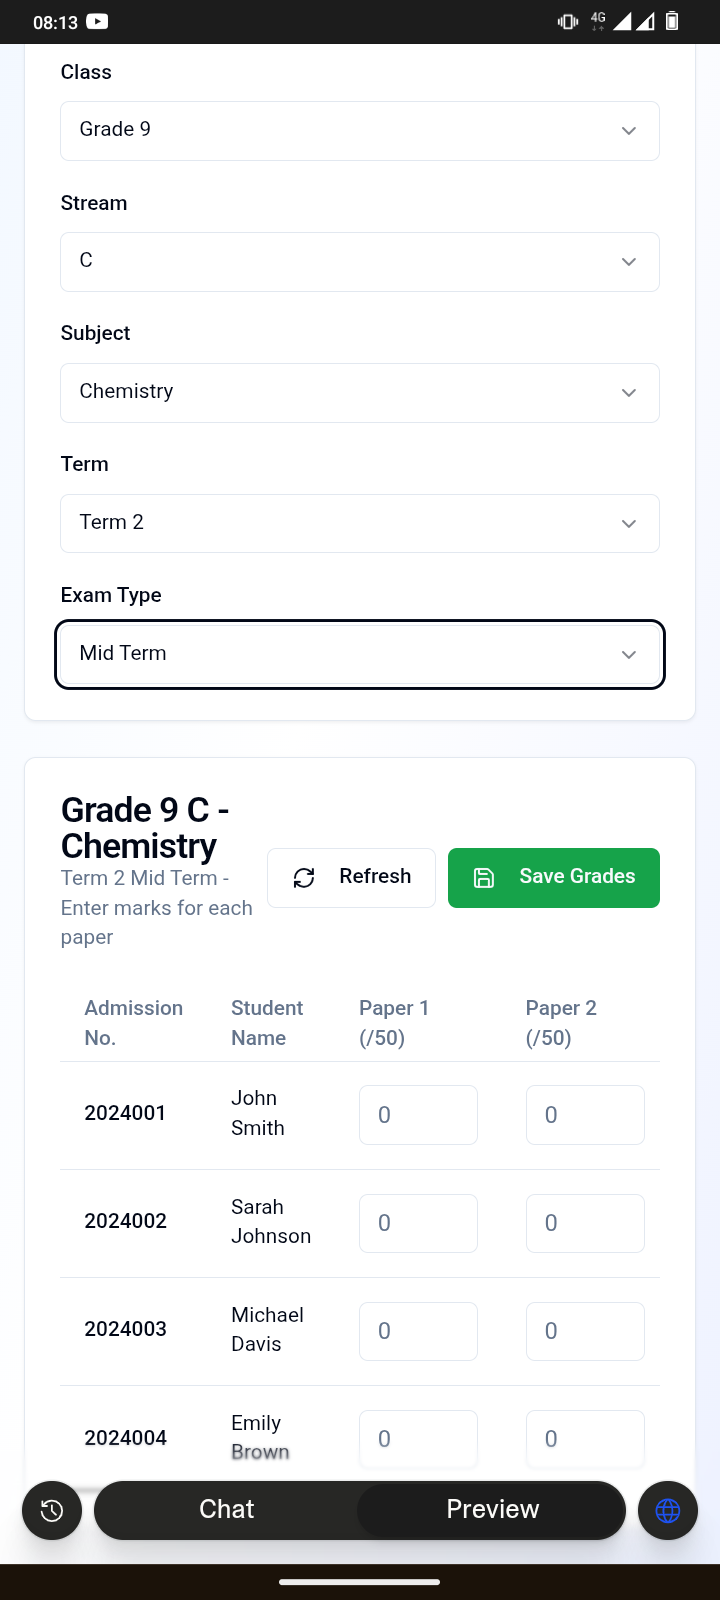 08:13
4G
Class
Grade 9
Stream
C
Subject
Chemistry
Term
Term 2
Exam Type
Mid Term
Grade 9 C -
Chemistry
Term 2 Mid Term -
Enter marks for each
paper
Refresh
Save Grades
Admission
No.
Student
Name
Paper 1
(/50)
Paper 2
(/50)
2024001
John
Smith
0
0
2024002
Sarah
Johnson
0
0
2024003
Michael
Davis
0
0
2024004
Emily
Brown
0
0
Chat
Preview